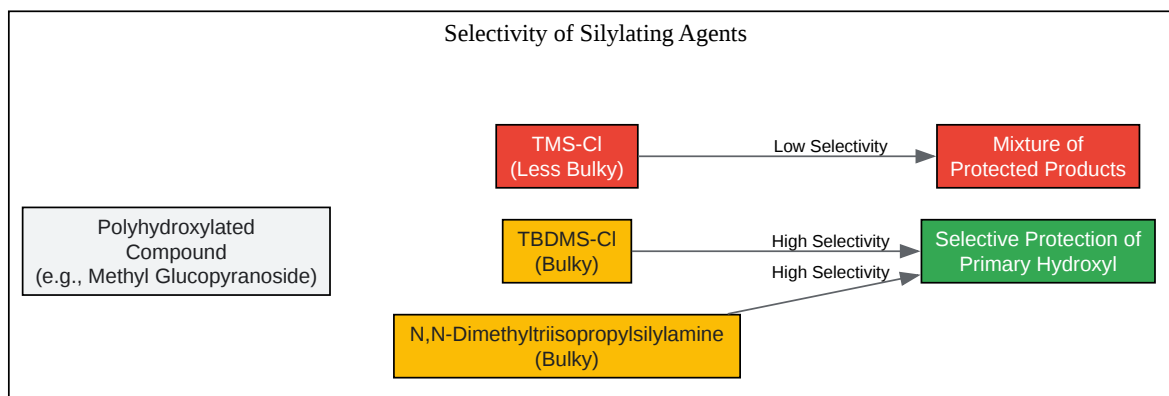 Selectivity of Silylating Agents
TMS-Cl
(Less Bulky)
Low Selectivity
Mixture of
Protected Products
Polyhydroxylated
Compound
(e.g., Methyl Glucopyranoside)
TBDMS-Cl
(Bulky)
High Selectivity
Selective Protection of
Primary Hydroxyl
High Selectivity
N,N-Dimethyltriisopropylsilylamine
(Bulky)